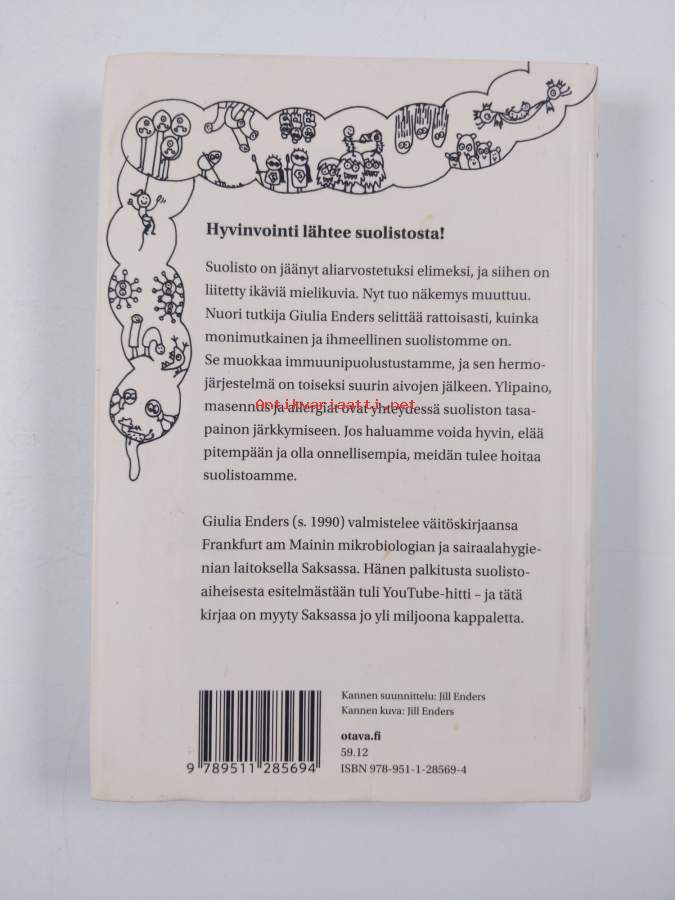 Hyvinvointi lähtee suolistosta!
Suolisto on jäänyt aliarvostetuksi elimeksi, ja siihen on
liitetty ikäviä mielikuvia. Nyt tuo näkemys muuttuu.
Nuori tutkija Giulia Enders selittää rattoisasti, kuinka
monimutkainen ja ihmeellinen suolistomme on.
Se muokkaa immuunipuolustustamme, ja sen hermo-
järjestelmä on toiseksi suurin aivojen jälkeen. Ylipaino,
masennus ja allergiat ovat yhteydessä suoliston tasa-
Antikvariaatti.net
painon järkkymiseen. Jos haluamme voida hyvin, elää
pitempään ja olla onnellisempia, meidän tulee hoitaa
suolistoamme.
Giulia Enders (s. 1990) valmistelee väitöskirjaansa
Frankfurt am Mainin mikrobiologian ja sairaalahygie-
nian laitoksella Saksassa. Hänen palkitusta suolisto-
aiheisesta esitelmästään tuli YouTube-hitti – ja tätä
kirjaa on myyty Saksassa jo yli miljoona kappaletta.
Kannen suunnittelu: Jill Enders
Kannen kuva: Jill Enders
otava.fi
59.12
ISBN 978-951-1-28569-4
9 789511 285694